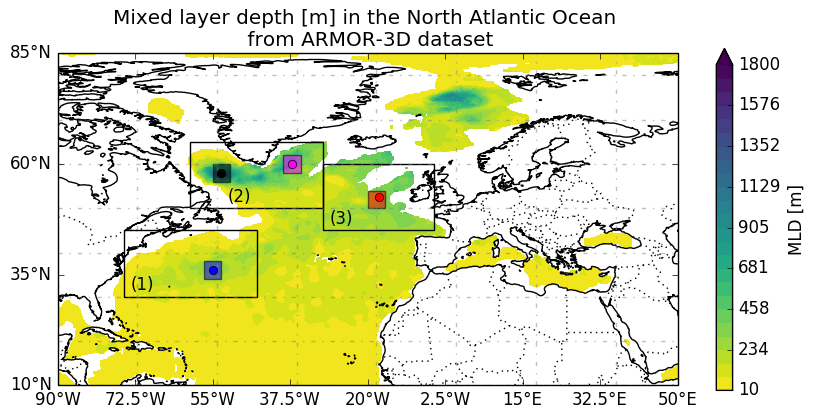 Mixed layer depth [m] in the North Atlantic Ocean
from ARMOR-3D dataset
85°N
60°N
35°N
10°N
90°W 72.5°W 55°W 37.5°W 20°W 2.5°W 15°E 32.5°E 50°E
(2)
(3)
(1)
1800
1576
1352
1129
905
681
458
234
10
MLD [m]